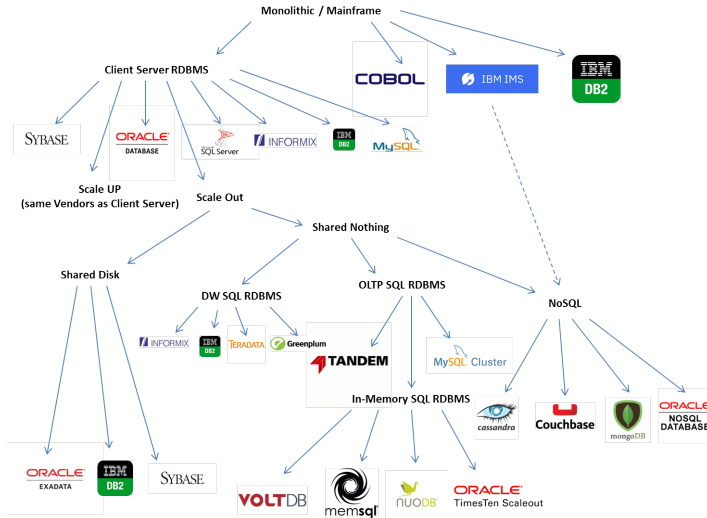 Monolithic / Mainframe
Client Server RDBMS
COBOL
IBM IMS
IBM
DB2
SYBASE
ORACLE
DATABASE
SQL Server
INFORMIX
IBM
DB2
MySQL
Scale UP
(same Vendors as Client Server)
Scale Out
Shared Nothing
Shared Disk
DW SQL RDBMS
OLTP SQL RDBMS
NoSQL
INFORMIX
IBM
DB2
TERADATA
Greenplum
TANDEM
MySQL Cluster
In-Memory SQL RDBMS
cassandra
Couchbase
mongoDB
ORACLE
NOSQL
DATABASE
ORACLE
EXADATA
IBM
DB2
SYBASE
VOLTDB
memsql
NUODB
ORACLE
TimesTen Scaleout